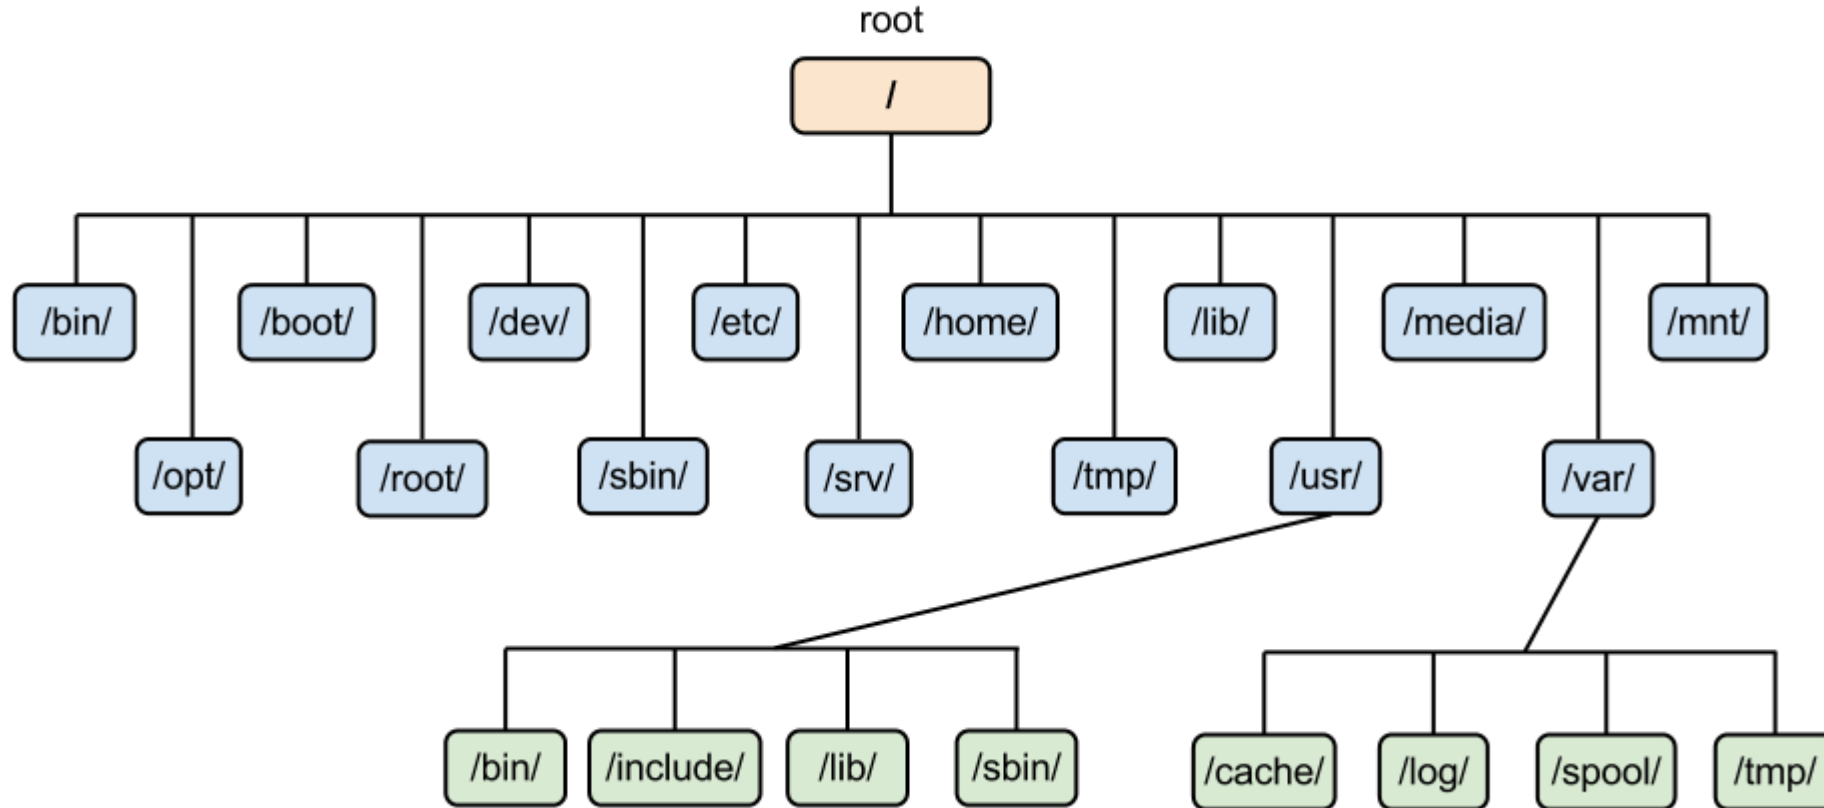 root
/
/bin/
/boot/
/dev/
/etc/
/home/
/lib/
/media/
/mnt/
/opt/
/root/
/sbin/
/srv/
/tmp/
/usr/
/var/
/bin/
/include/
/lib/
/sbin/
/cache/
/log/
/spool/
/tmp/